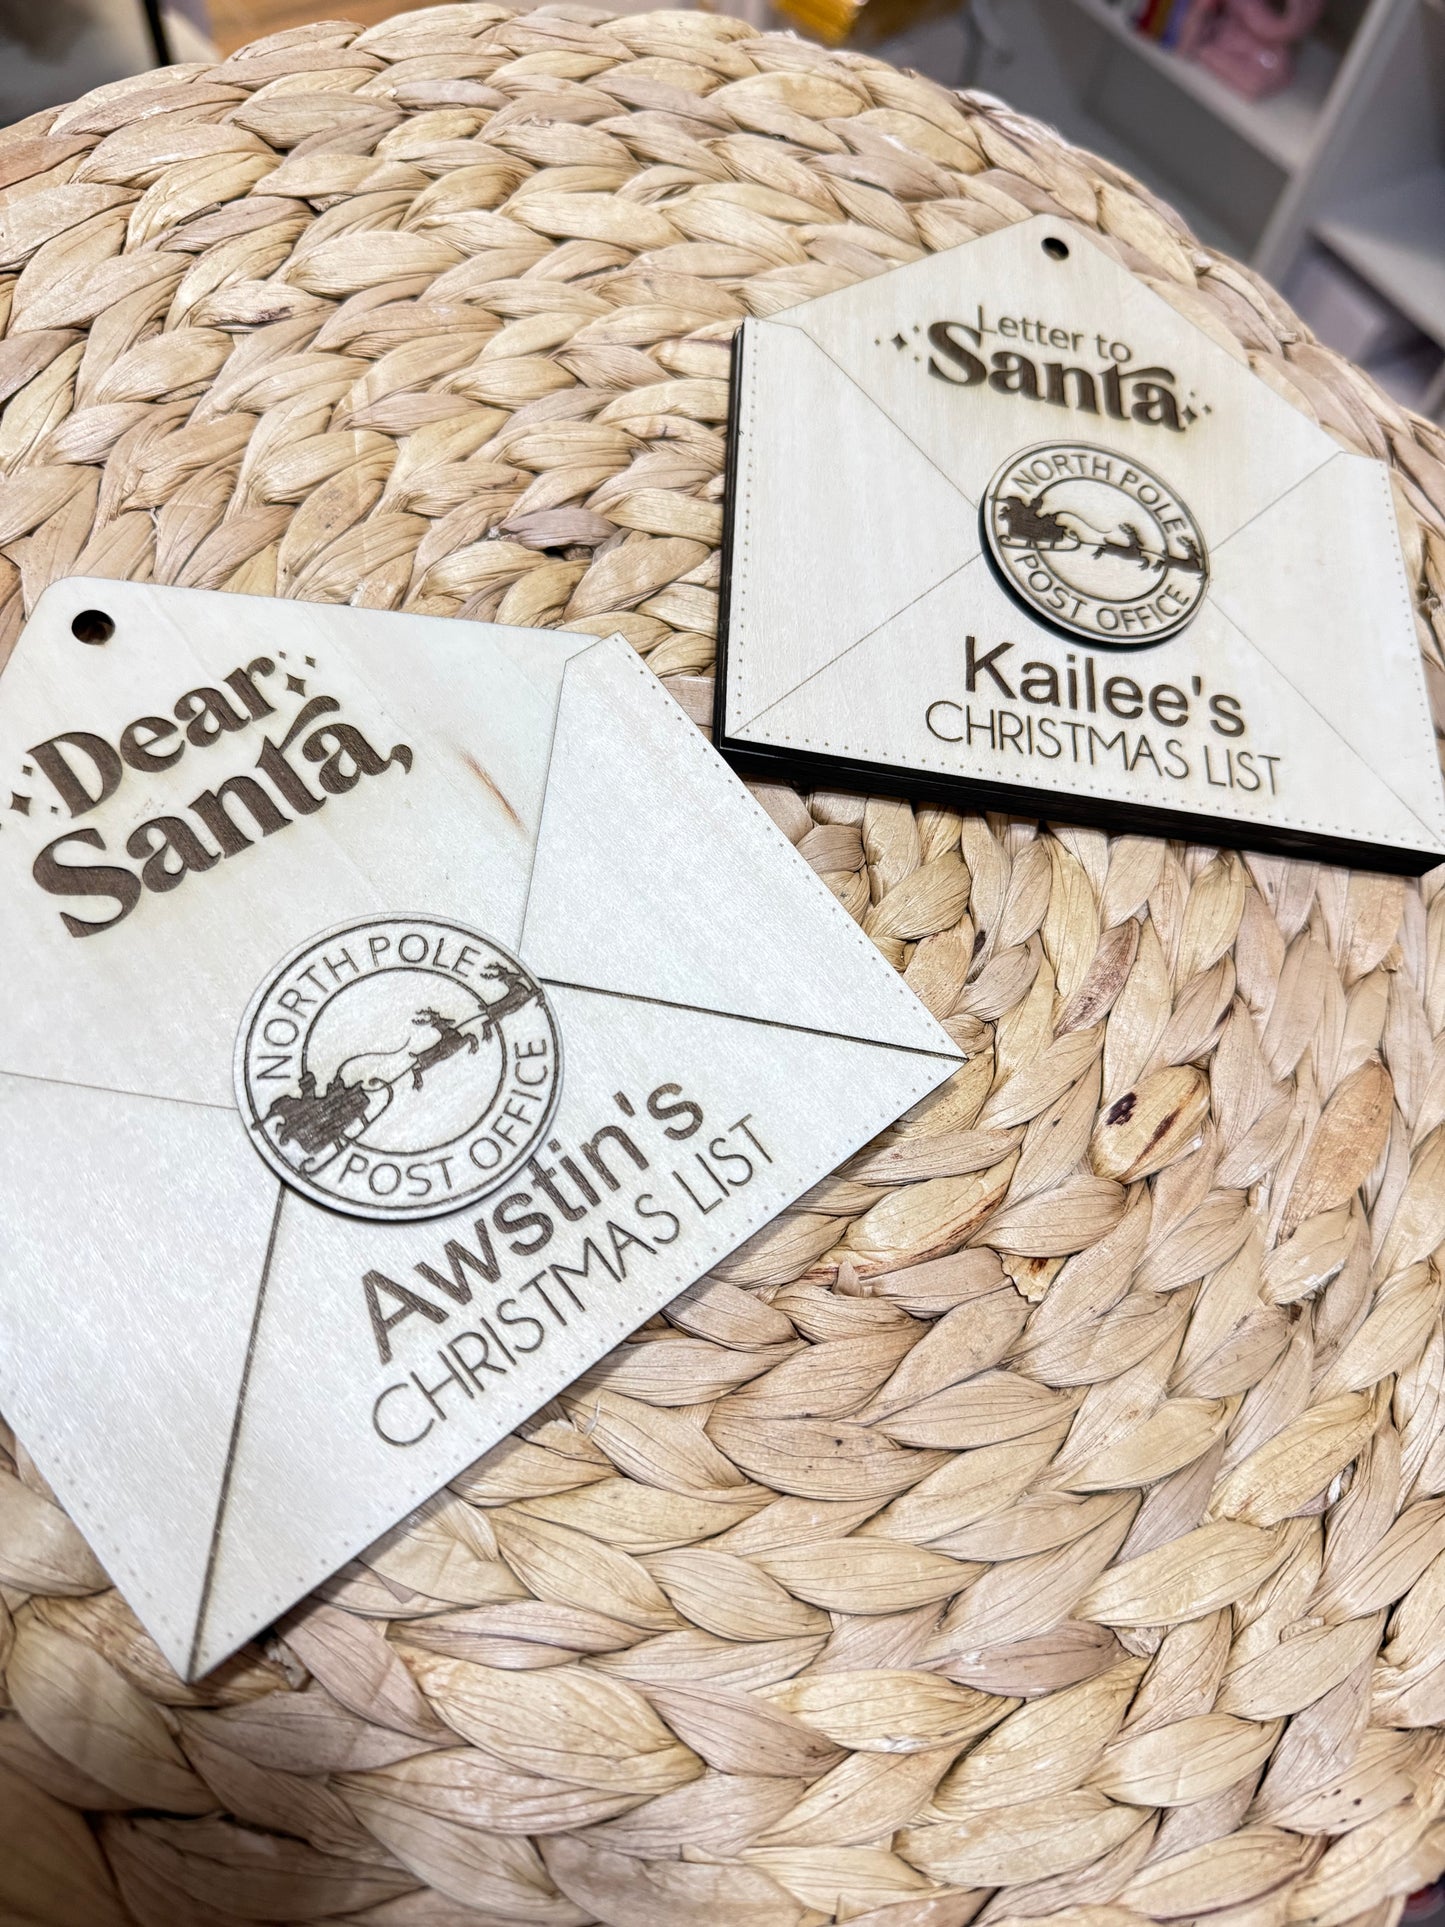 Letter to
Santa
NORTH POLE
POST OFFICE
Kailee's
CHRISTMAS LIST
Dear
Santa,
NORTH POLE
POST OFFICE
Awstin's
CHRISTMAS LIST